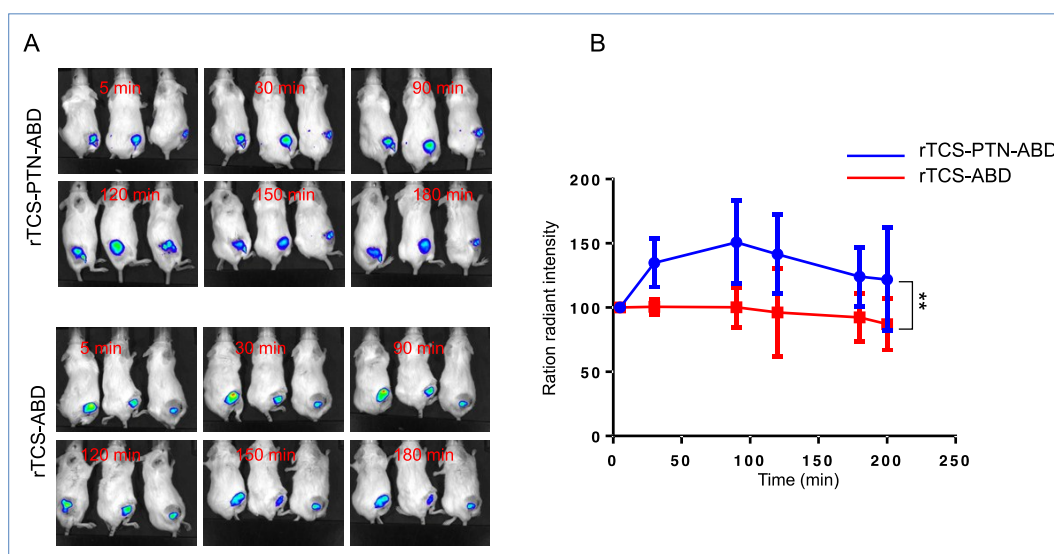 A
rTCS-PTN-ABD
5 min
30 min
90 min
120 min
150 min
180 min
rTCS-ABD
5 min
30 min
90 min
120 min
150 min
180 min
B
rTCS-PTN-ABD
rTCS-ABD
Ration radiant intensity
200
150
100
50
0
0 50 100 150 200 250
Time (min)
**